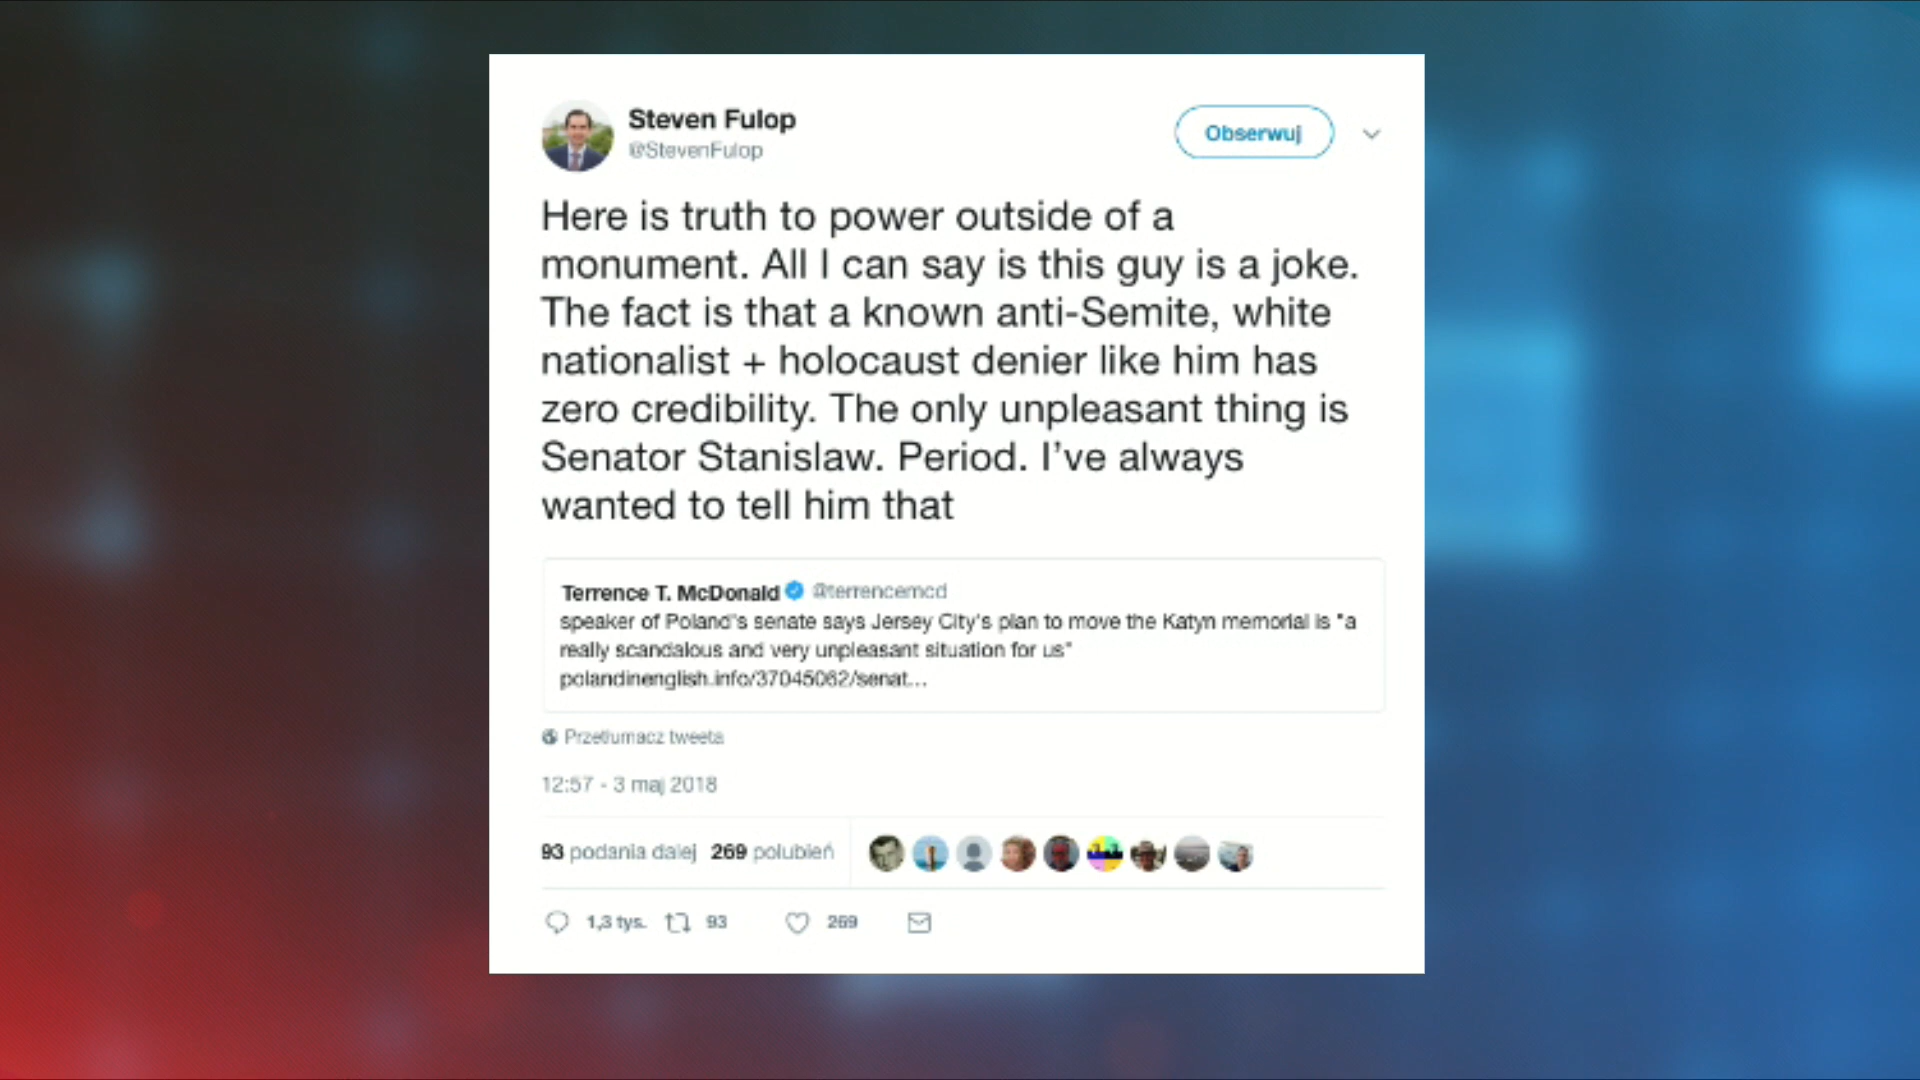 Steven Fulop
@StevenFulop
Obserwuj
Here is truth to power outside of a
monument. All I can say is this guy is a joke.
The fact is that a known anti-Semite, white
nationalist + holocaust denier like him has
zero credibility. The only unpleasant thing is
Senator Stanislaw. Period. I've always
wanted to tell him that
Terrence T. McDonald @terrencemcd
speaker of Poland's senate says Jersey City's plan to move the Katyn memorial is "a
really scandalous and very unpleasant situation for us"
polandinenglish.info/37045062/senat...
Przetłumacz tweeta
12:57 - 3 maj 2018
93 podania dalej 269 polubień
1,3 tys. 93 269